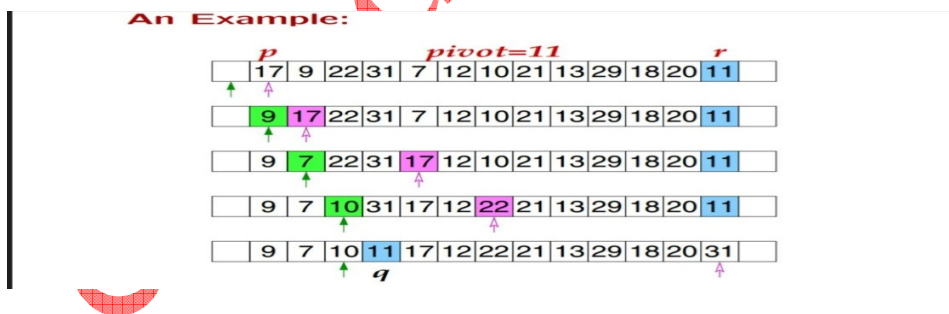 An Example:
p pivot=11 r
17 9 22 31 7 12 10 21 13 29 18 20 11
9 17 22 31 7 12 10 21 13 29 18 20 11
9 7 22 31 17 12 10 21 13 29 18 20 11
9 7 10 31 17 12 22 21 13 29 18 20 11
9 7 10 11 17 12 22 21 13 29 18 20 31
q